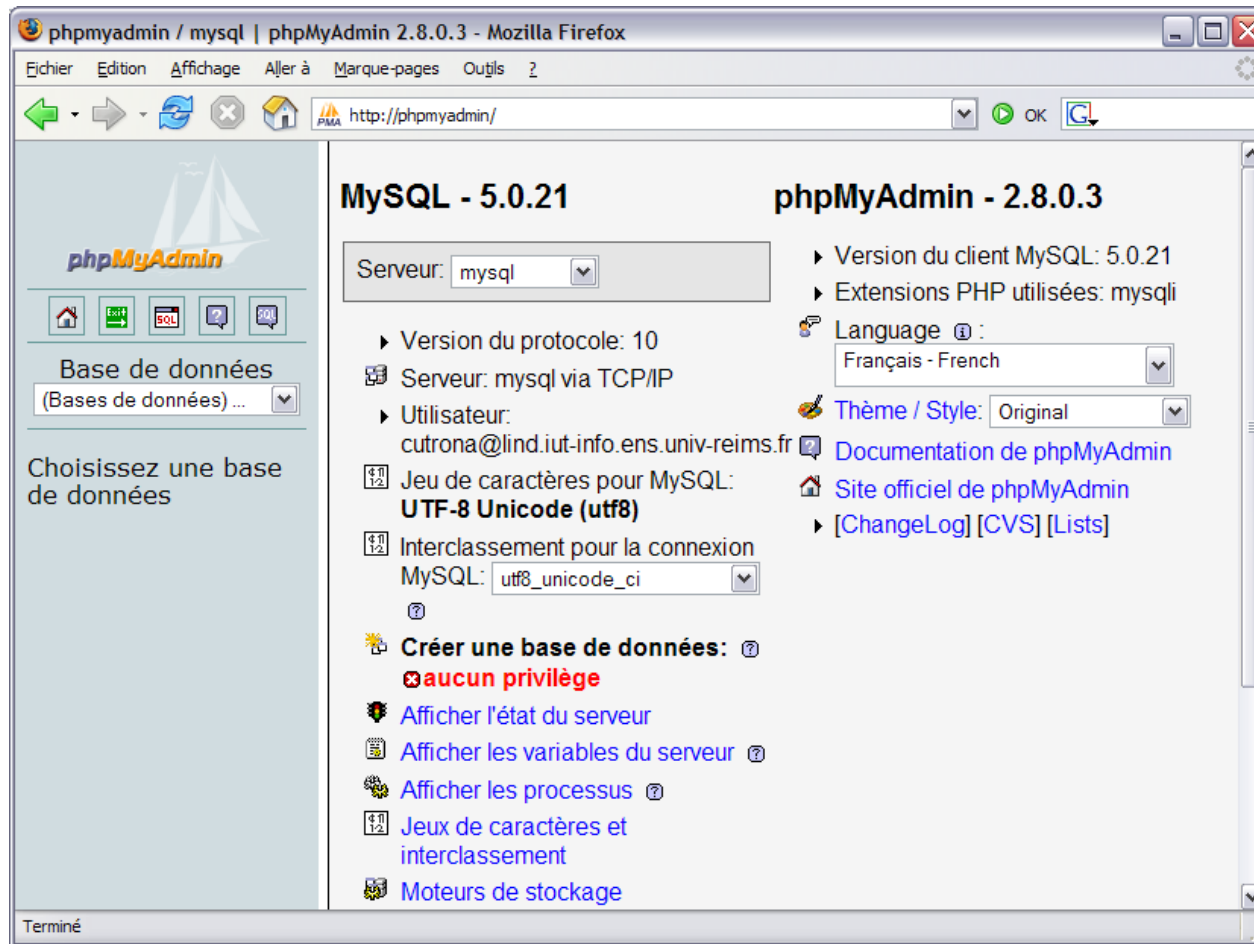 phpmyadmin / mysql | phpMyAdmin 2.8.0.3 - Mozilla Firefox
Fichier Edition Affichage Aller à Marque-pages Outils ?
PMA http://phpmyadmin/ OK G
phpMyAdmin
Exit SQL ? SQL
Base de données
(Bases de données) ...
Choisissez une base
de données
MySQL - 5.0.21
Serveur: mysql
Version du protocole: 10
Serveur: mysql via TCP/IP
Utilisateur:
cutrona@lind.iut-info.ens.univ-reims.fr
Jeu de caractères pour MySQL:
UTF-8 Unicode (utf8)
Interclassement pour la connexion
MySQL: utf8_unicode_ci
?
Créer une base de données: ?
aucun privilège
Afficher l'état du serveur
Afficher les variables du serveur ?
Afficher les processus ?
Jeux de caractères et
interclassement
Moteurs de stockage
phpMyAdmin - 2.8.0.3
Version du client MySQL: 5.0.21
Extensions PHP utilisées: mysqli
Language i :
Français - French
Thème / Style: Original
Documentation de phpMyAdmin
Site officiel de phpMyAdmin
[ChangeLog] [CVS] [Lists]
Terminé